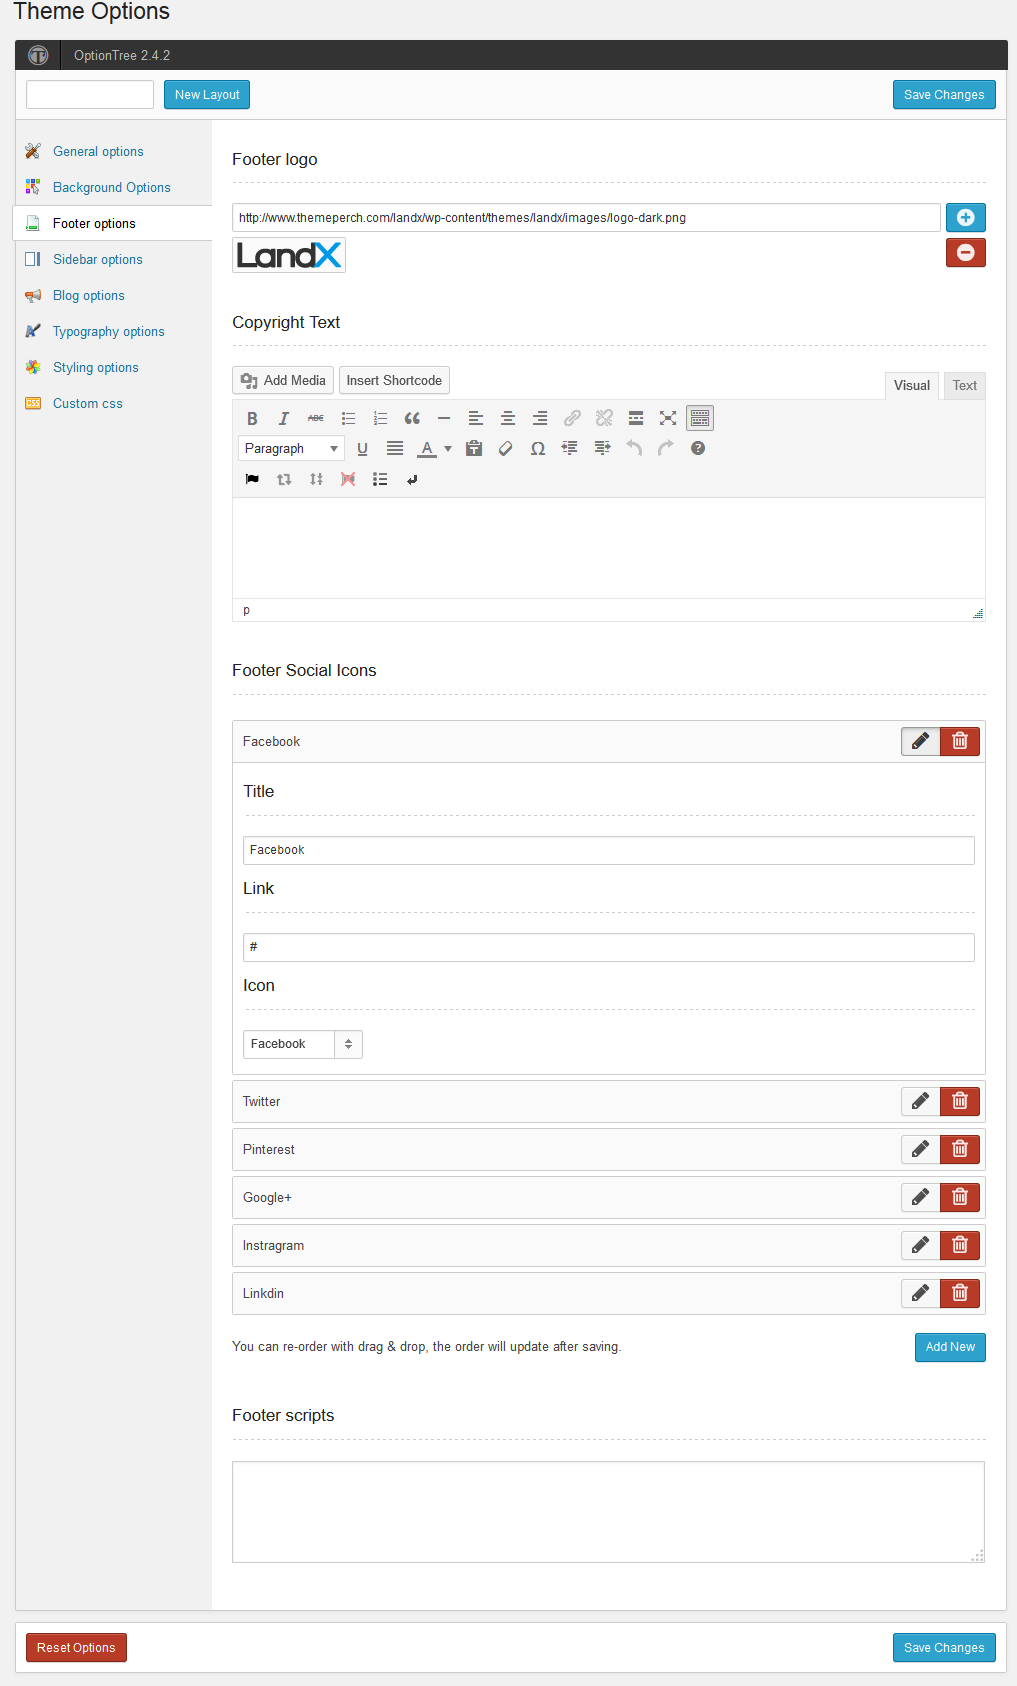 Theme Options
OptionTree 2.4.2
New Layout
Save Changes
General options
Background Options
Footer options
Sidebar options
Blog options
Typography options
Styling options
Custom css
Footer logo
http://www.themeperch.com/landx/wp-content/themes/landx/images/logo-dark.png
LandX
Copyright Text
Add Media
Insert Shortcode
Visual
Text
B I ABC
Paragraph
U A T Ω ?
p
Footer Social Icons
Facebook
Title
Facebook
Link
#
Icon
Facebook
Twitter
Pinterest
Google+
Instragram
Linkdin
You can re-order with drag & drop, the order will update after saving.
Add New
Footer scripts
Reset Options
Save Changes